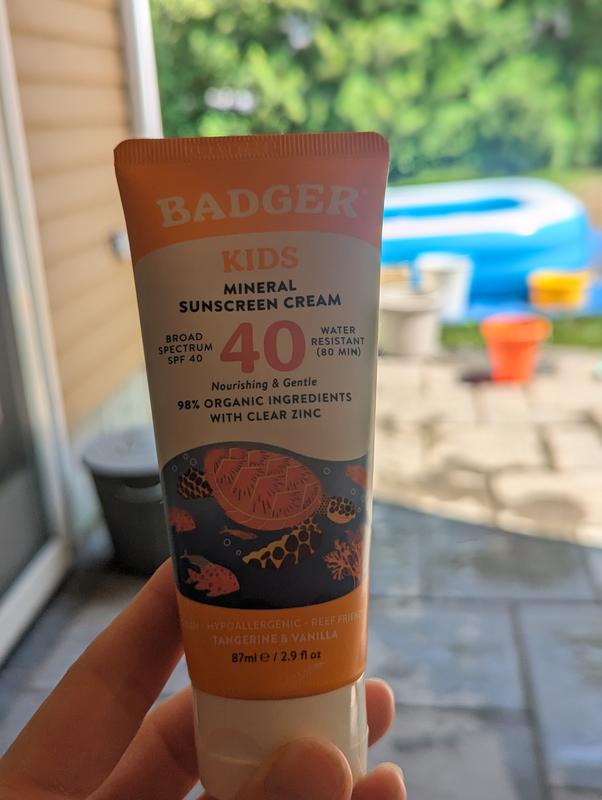 BADGER®
KIDS
MINERAL
SUNSCREEN CREAM
BROAD
SPECTRUM
SPF 40
40
WATER
RESISTANT
(80 MIN)
Nourishing & Gentle
98% ORGANIC INGREDIENTS
WITH CLEAR ZINC
· HYPOALLERGENIC · REEF
TANGERINE & VANILLA
87ml ℮ / 2.9 fl oz